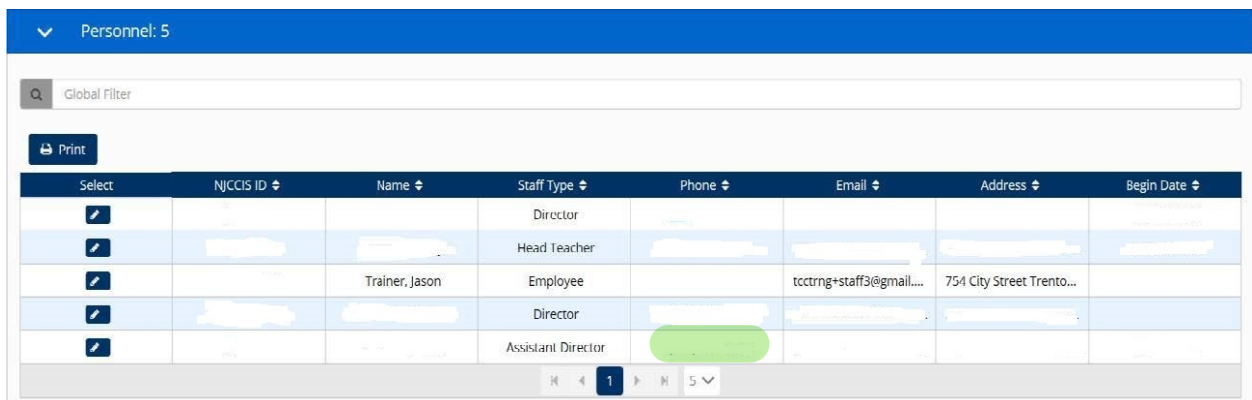 Personnel: 5
Global Filter
Print
Select NJCCIS ID Name Staff Type Phone Email Address Begin Date
Director
Head Teacher
Trainer, Jason Employee tcctrng+staff3@gmail.... 754 City Street Trento...
Director
Assistant Director
1 5